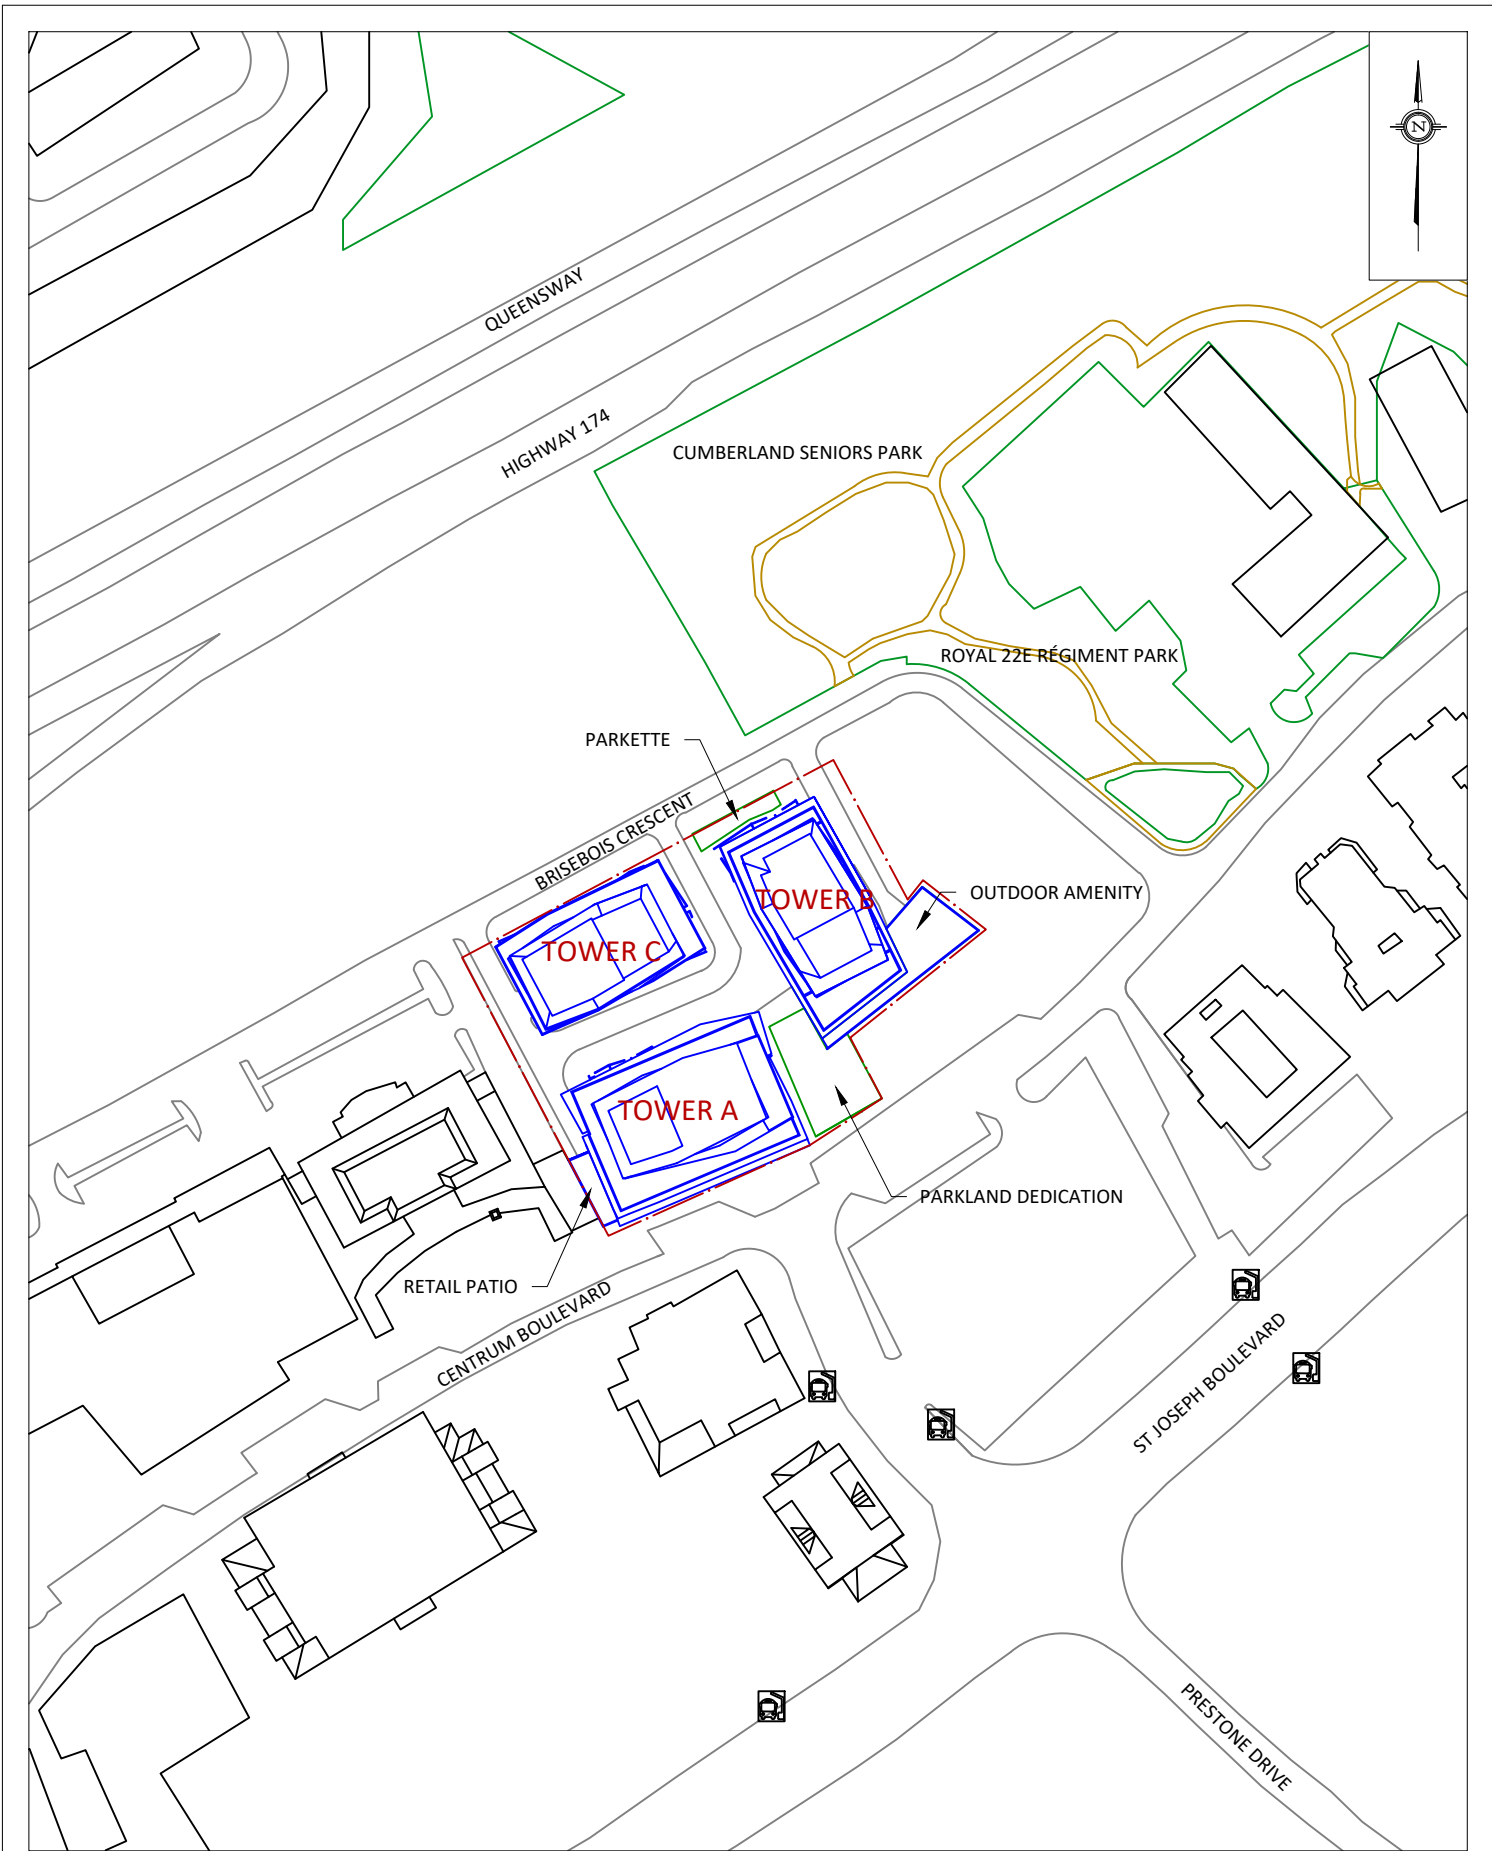 N
QUEENSWAY
HIGHWAY 174
CUMBERLAND SENIORS PARK
ROYAL 22E RÉGIMENT PARK
PARKETTE
BRISEBOIS CRESCENT
TOWER B
OUTDOOR AMENITY
TOWER C
TOWER A
PARKLAND DEDICATION
RETAIL PATIO
CENTRUM BOULEVARD
ST JOSEPH BOULEVARD
PRESTONE DRIVE